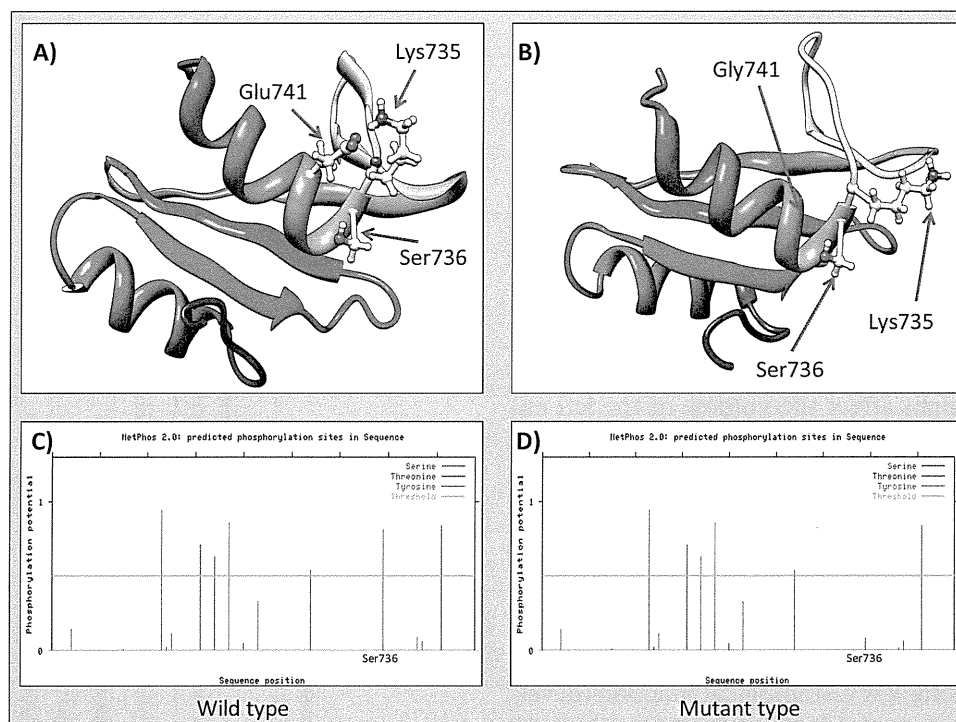 A)
Lys735
Glu741
Ser736
B)
Gly741
Lys735
Ser736
C)
NetPhos 2.0: predicted phosphorylation sites in Sequence
Serine
Threonine
Tyrosine
Threshold
Phosphorylation potential
1
0
Ser736
Sequence position
D)
NetPhos 2.0: predicted phosphorylation sites in Sequence
Serine
Threonine
Tyrosine
Threshold
Phosphorylation potential
1
0
Ser736
Sequence position
Wild type
Mutant type